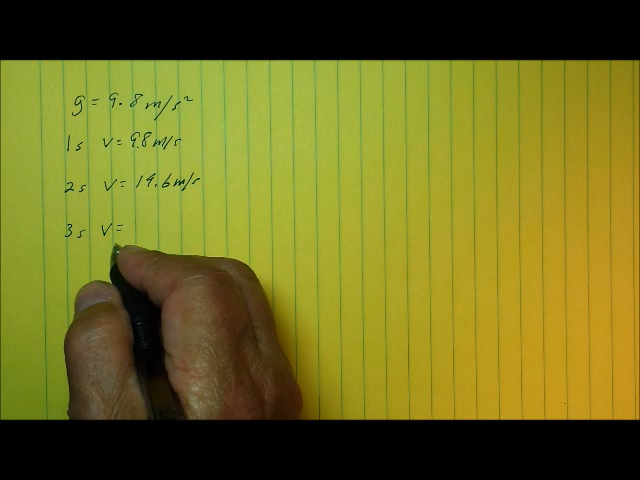 g = 9.8 m/s²
1s v = 9.8 m/s
2s v = 19.6 m/s
3s v =